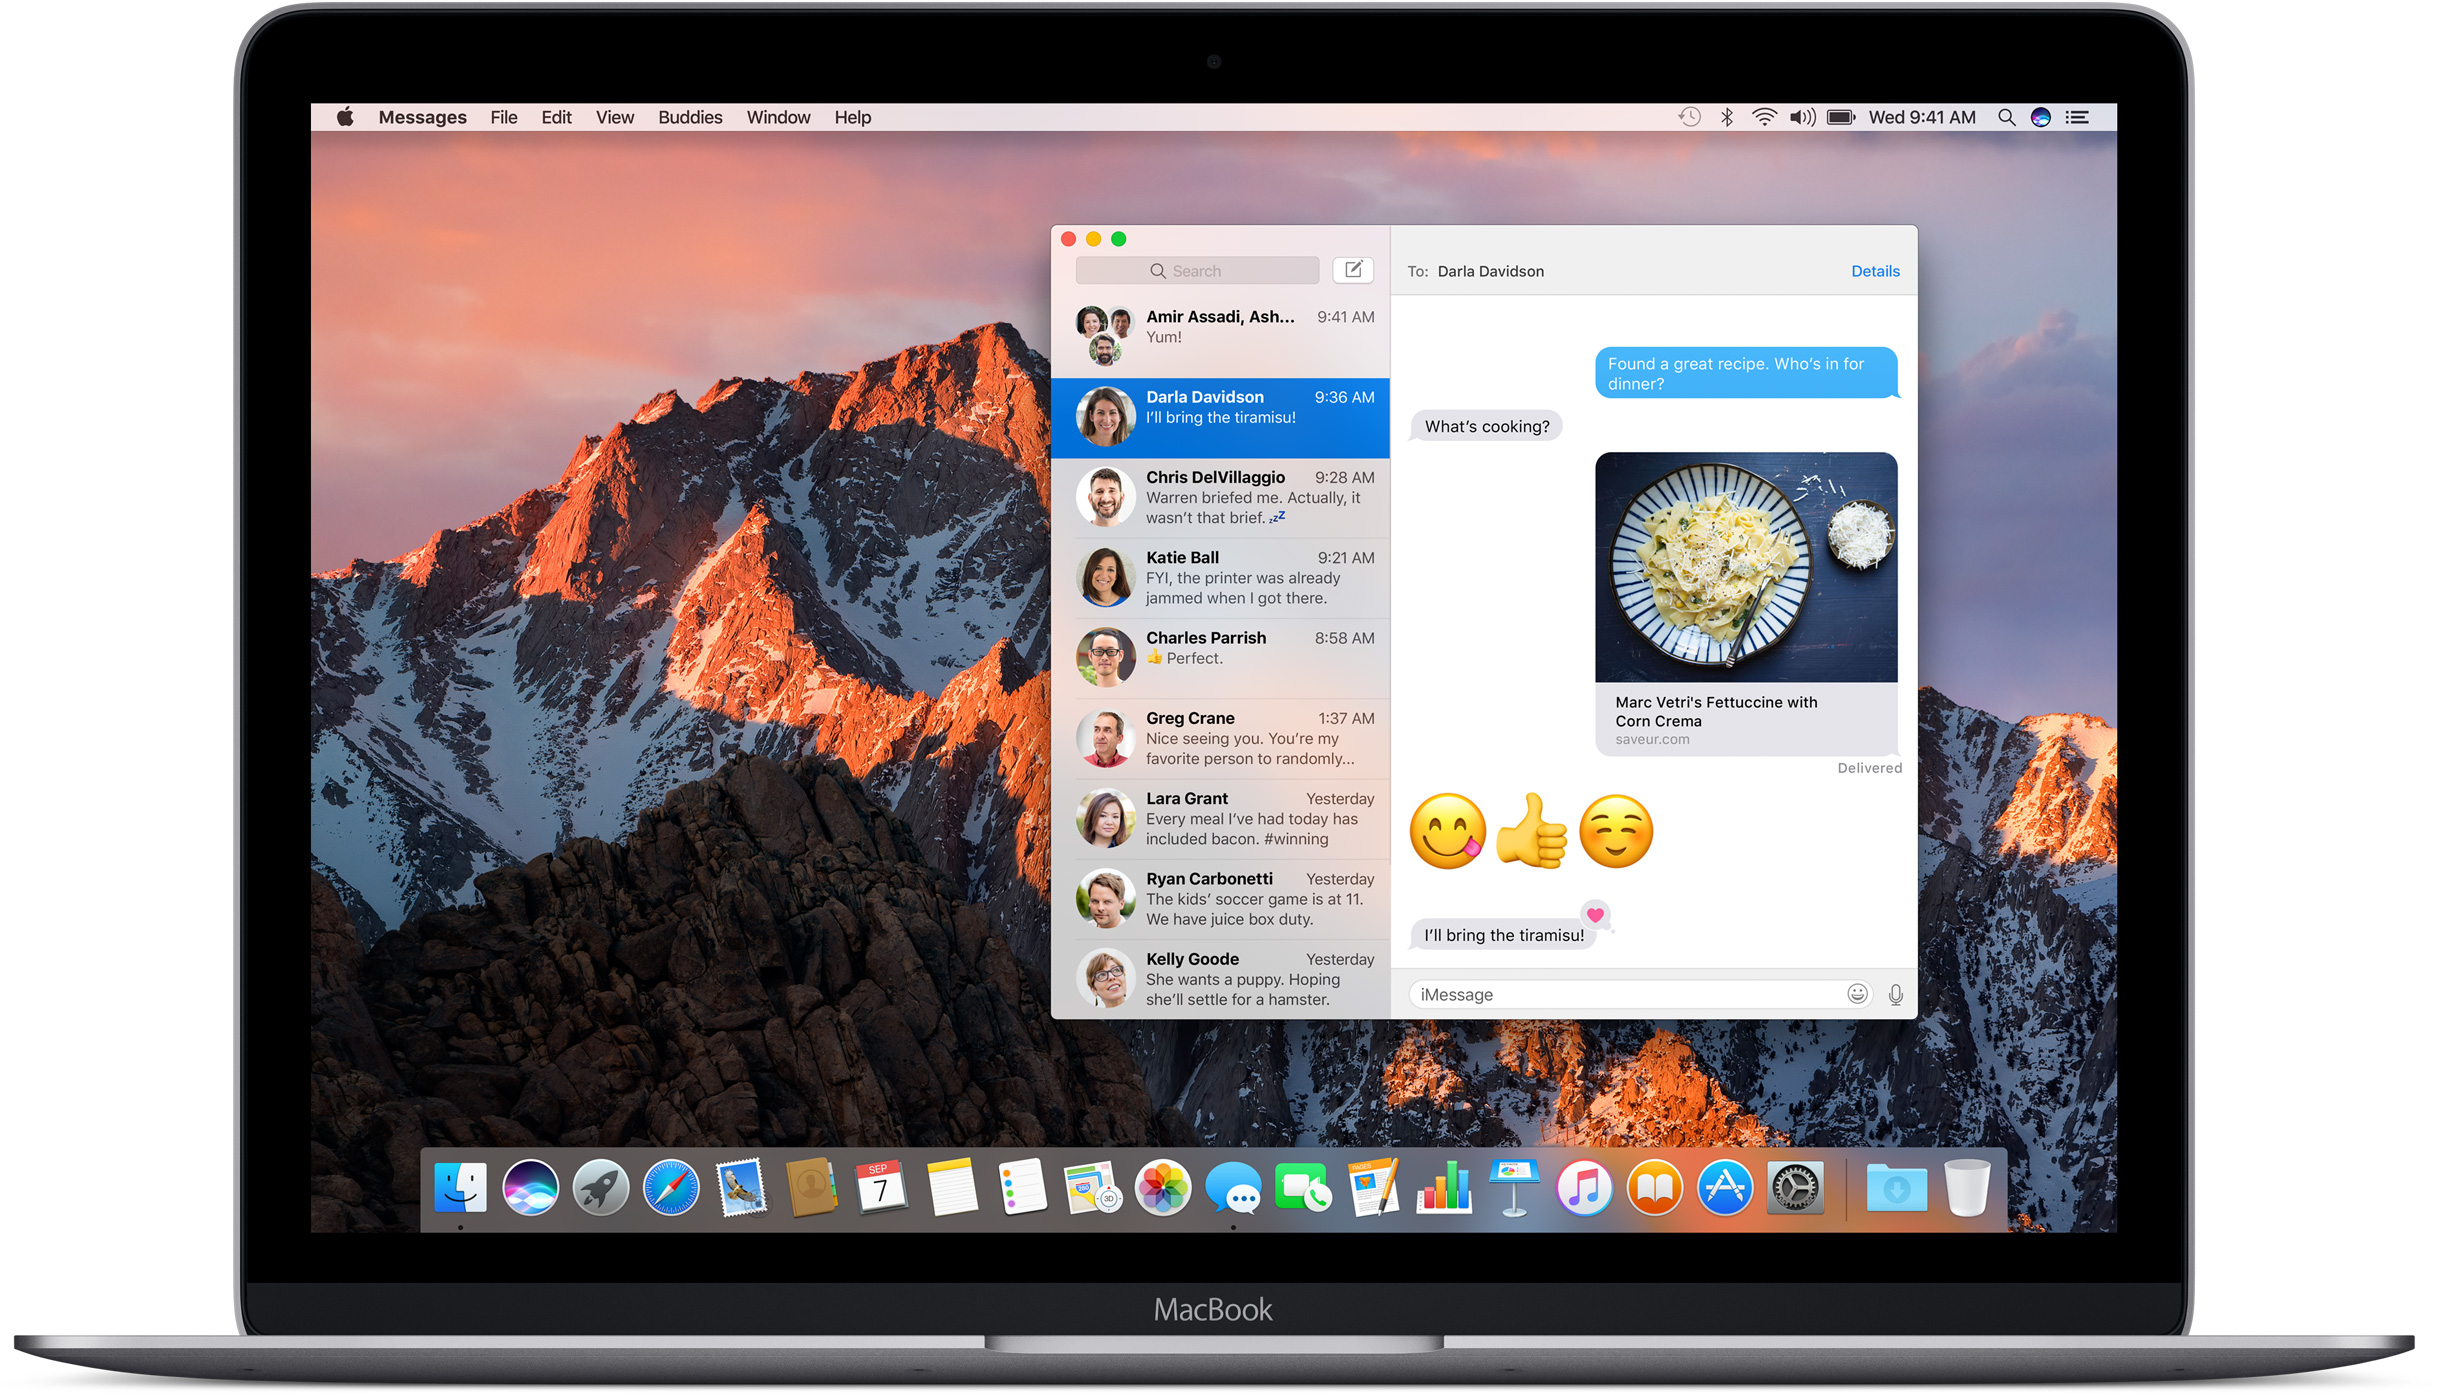 Messages File Edit View Buddies Window Help Wed 9:41 AM
Search
To: Darla Davidson Details
Amir Assadi, Ash... 9:41 AM
Yum!
Darla Davidson 9:36 AM
I'll bring the tiramisu!
Chris DelVillaggio 9:28 AM
Warren briefed me. Actually, it
wasn't that brief. 💤
Katie Ball 9:21 AM
FYI, the printer was already
jammed when I got there.
Charles Parrish 8:58 AM
👍 Perfect.
Greg Crane 1:37 AM
Nice seeing you. You're my
favorite person to randomly...
Lara Grant Yesterday
Every meal I've had today has
included bacon. #winning
Ryan Carbonetti Yesterday
The kids' soccer game is at 11.
We have juice box duty.
Kelly Goode Yesterday
She wants a puppy. Hoping
she'll settle for a hamster.
Found a great recipe. Who's in for
dinner?
What's cooking?
Marc Vetri's Fettuccine with
Corn Crema
saveur.com
Delivered
😋👍☺️
I'll bring the tiramisu!
iMessage
SEP
7
280
3D
PAGES
MacBook